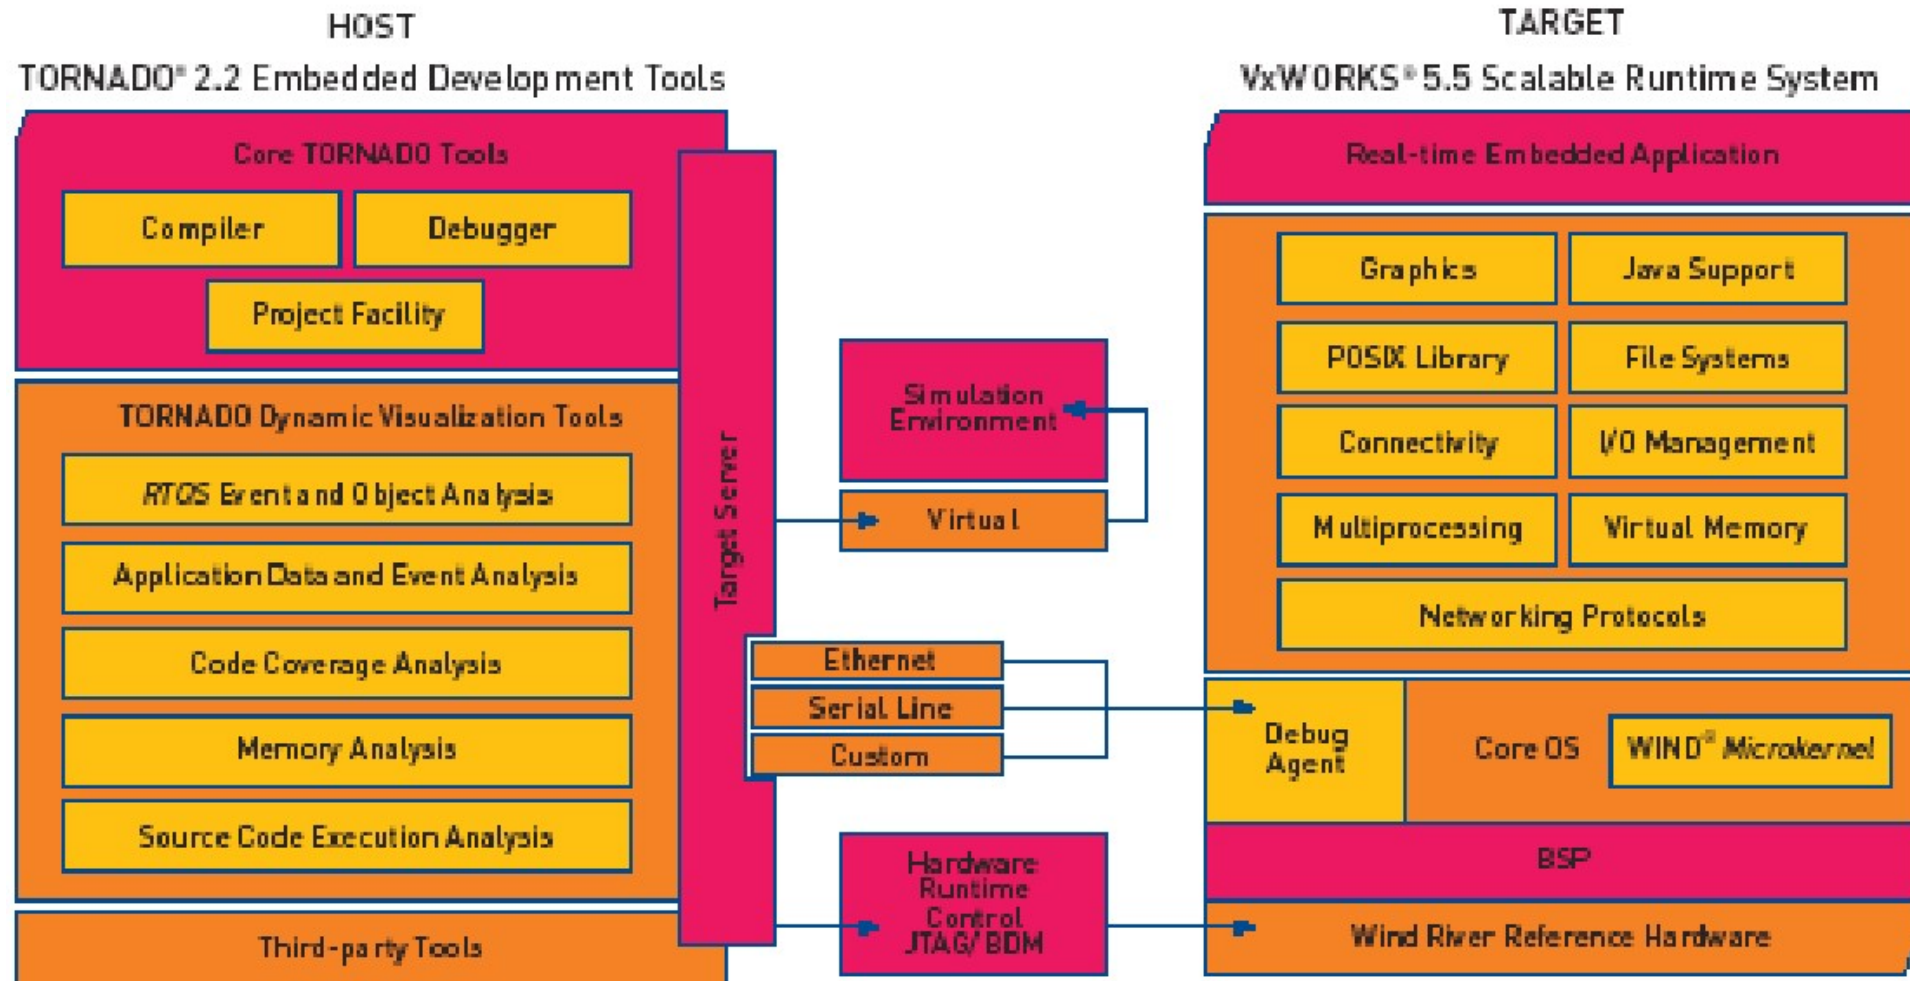 HOST
TORNADO® 2.2 Embedded Development Tools
Core TORNADO Tools
Compiler
Debugger
Project Facility
TORNADO Dynamic Visualization Tools
RTOS Event and Object Analysis
Application Data and Event Analysis
Code Coverage Analysis
Memory Analysis
Source Code Execution Analysis
Third-party Tools
Target Server
Simulation
Environment
Virtual
Ethernet
Serial Line
Custom
Hardware
Runtime
Control
JTAG/BDM
TARGET
VxWORKS® 5.5 Scalable Runtime System
Real-time Embedded Application
Graphics
Java Support
POSIX Library
File Systems
Connectivity
I/O Management
Multiprocessing
Virtual Memory
Networking Protocols
Debug
Agent
Core OS
WIND® Microkernel
BSP
Wind River Reference Hardware